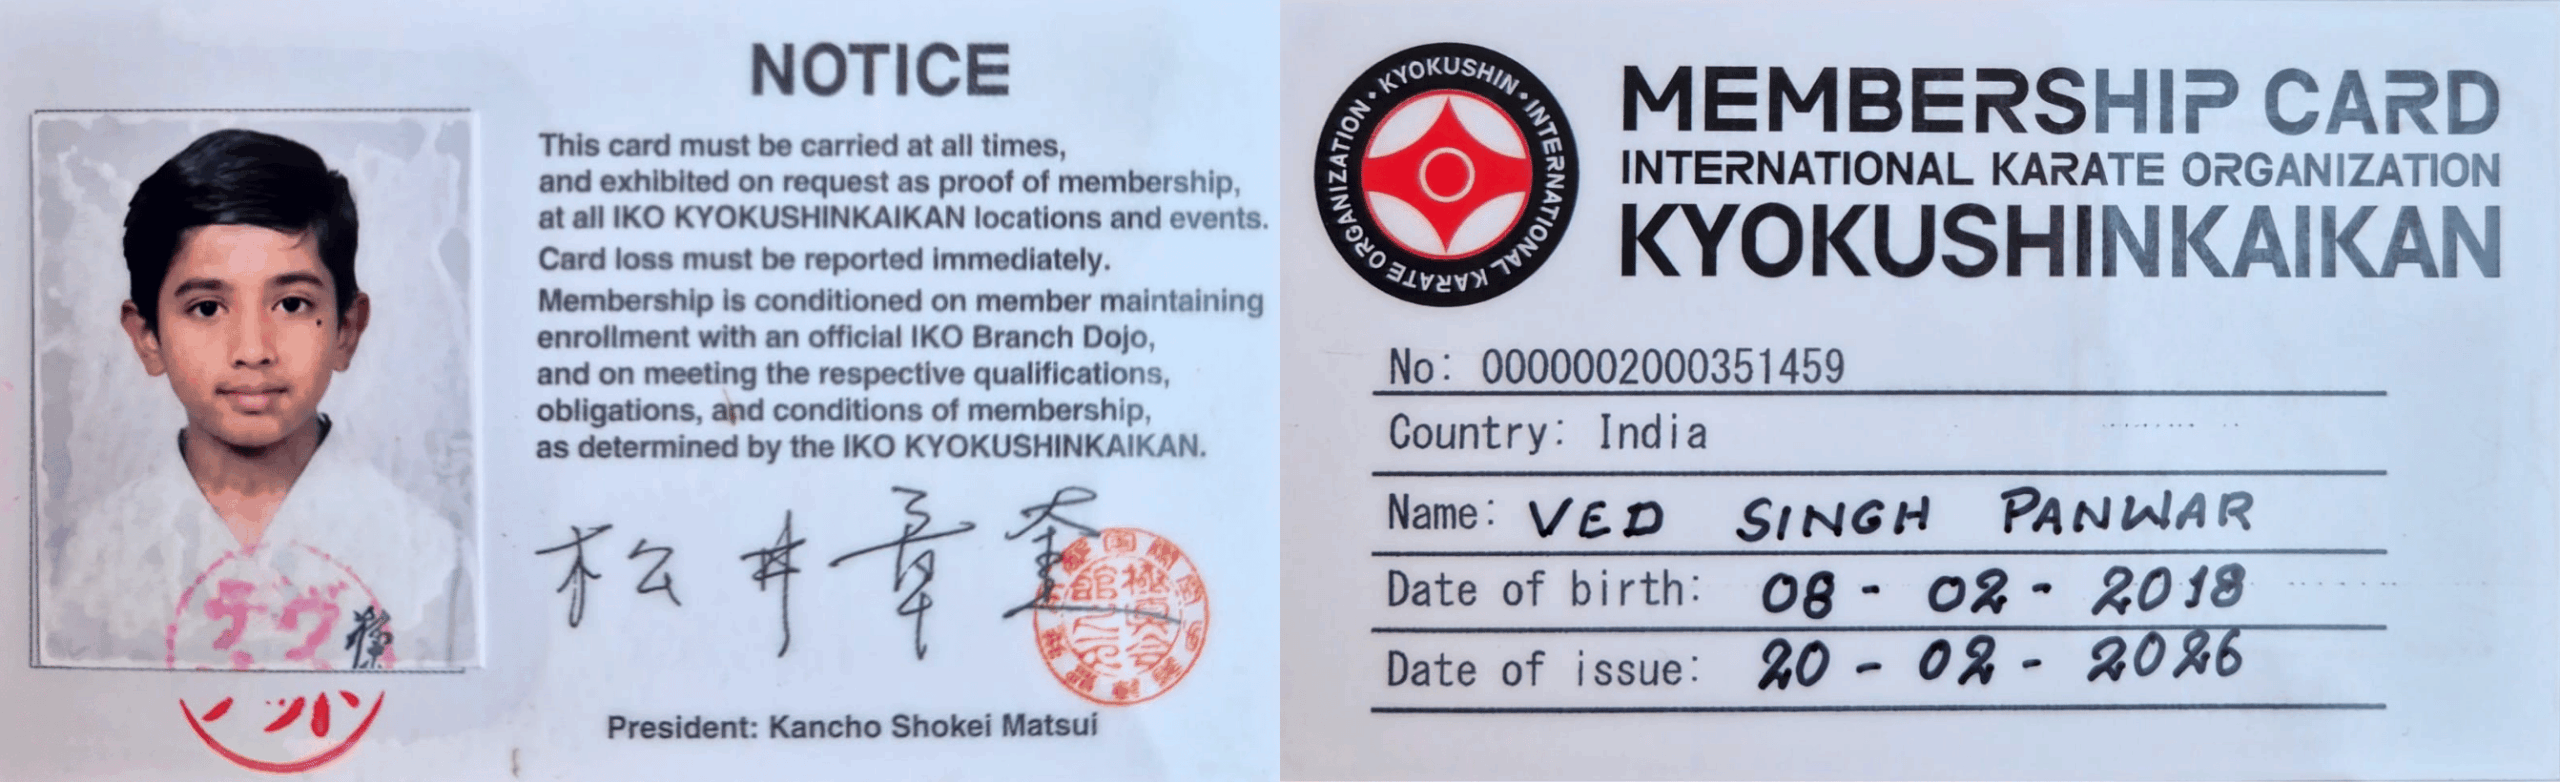 NOTICE
This card must be carried at all times,
and exhibited on request as proof of membership,
at all IKO KYOKUSHINKAIKAN locations and events.
Card loss must be reported immediately.
Membership is conditioned on member maintaining
enrollment with an official IKO Branch Dojo,
and on meeting the respective qualifications,
obligations, and conditions of membership,
as determined by the IKO KYOKUSHINKAIKAN.
松井章奎
President: Kancho Shokei Matsui
KYOKUSHIN • INTERNATIONAL KARATE ORGANIZATION •
MEMBERSHIP CARD
INTERNATIONAL KARATE ORGANIZATION
KYOKUSHINKAIKAN
No: 0000002000351459
Country: India
Name: VED SINGH PANWAR
Date of birth: 08 - 02 - 2018
Date of issue: 20 - 02 - 2026